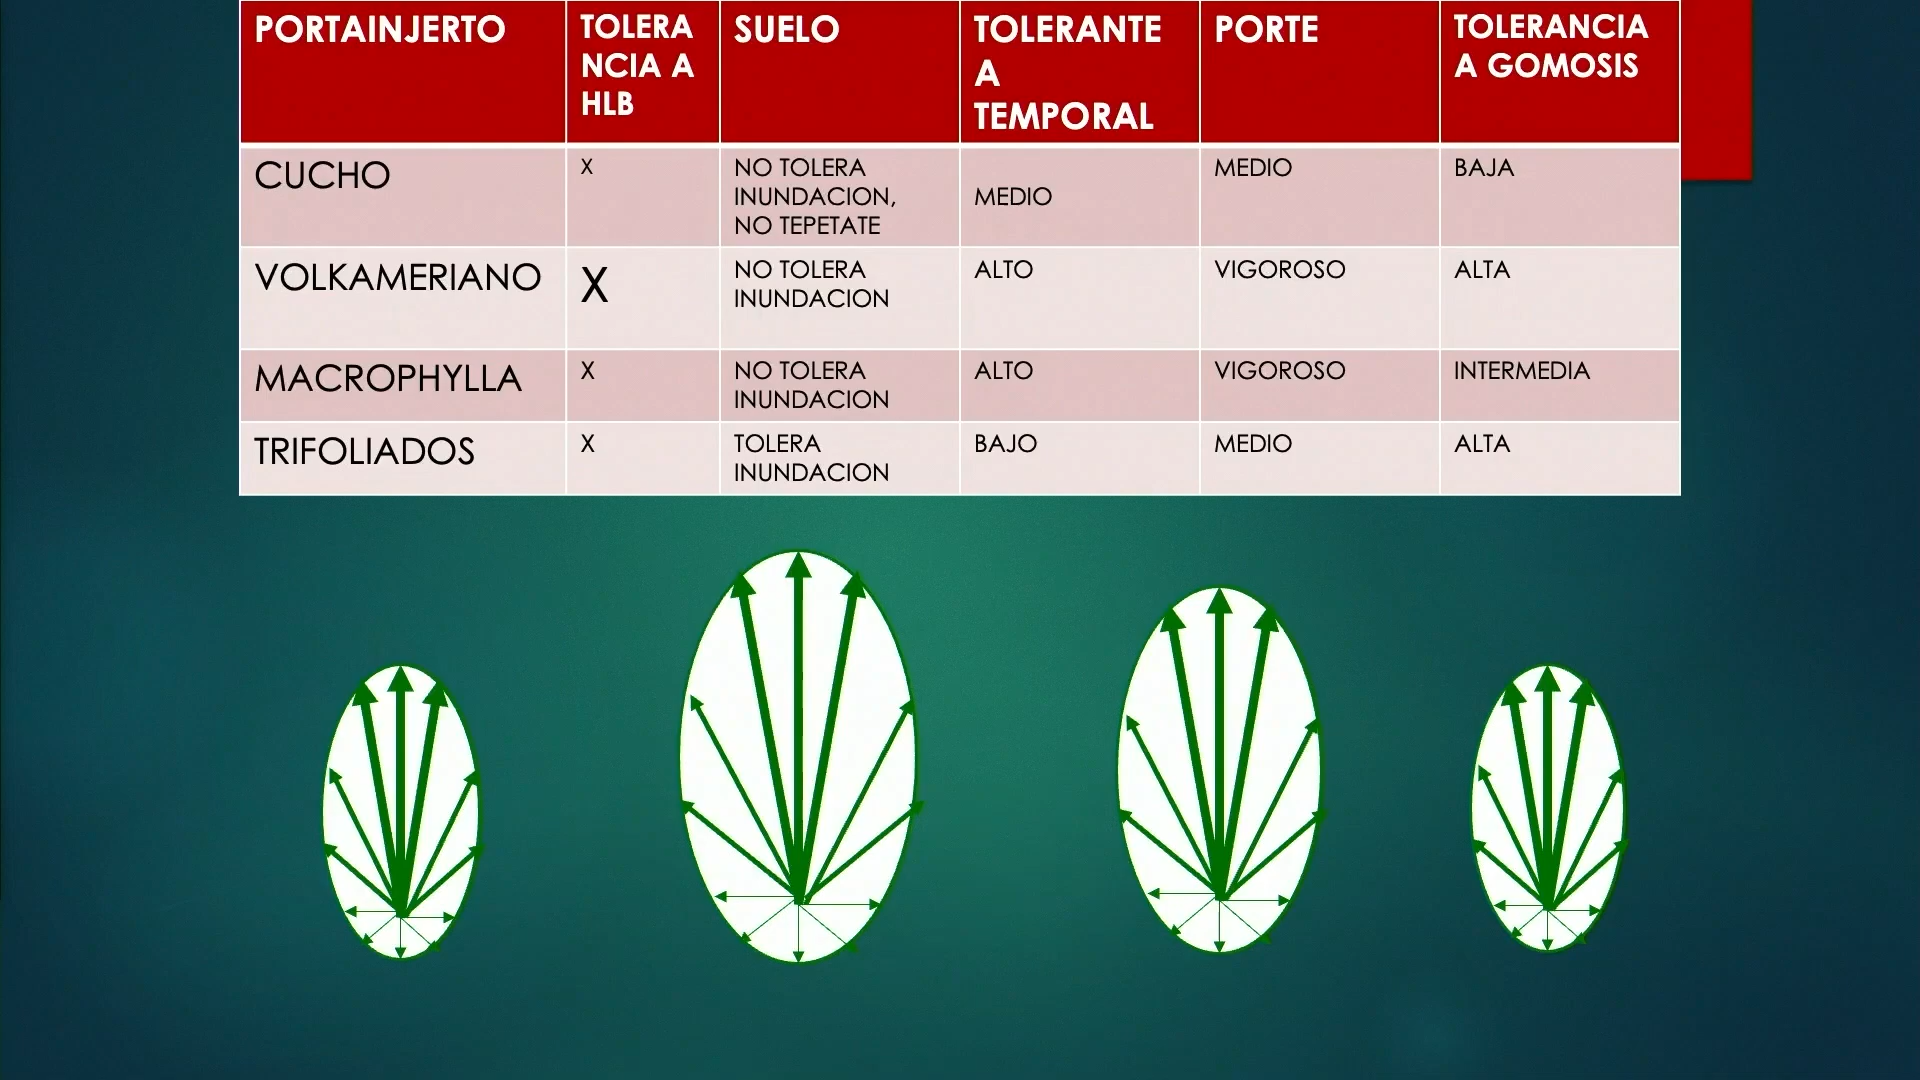 PORTAINJERTO
TOLERA
NCIA A
HLB
SUELO
TOLERANTE
A
TEMPORAL
PORTE
TOLERANCIA
A GOMOSIS
CUCHO
X
NO TOLERA
INUNDACION,
NO TEPETATE
MEDIO
MEDIO
BAJA
VOLKAMERIANO
X
NO TOLERA
INUNDACION
ALTO
VIGOROSO
ALTA
MACROPHYLLA
X
NO TOLERA
INUNDACION
ALTO
VIGOROSO
INTERMEDIA
TRIFOLIADOS
X
TOLERA
INUNDACION
BAJO
MEDIO
ALTA